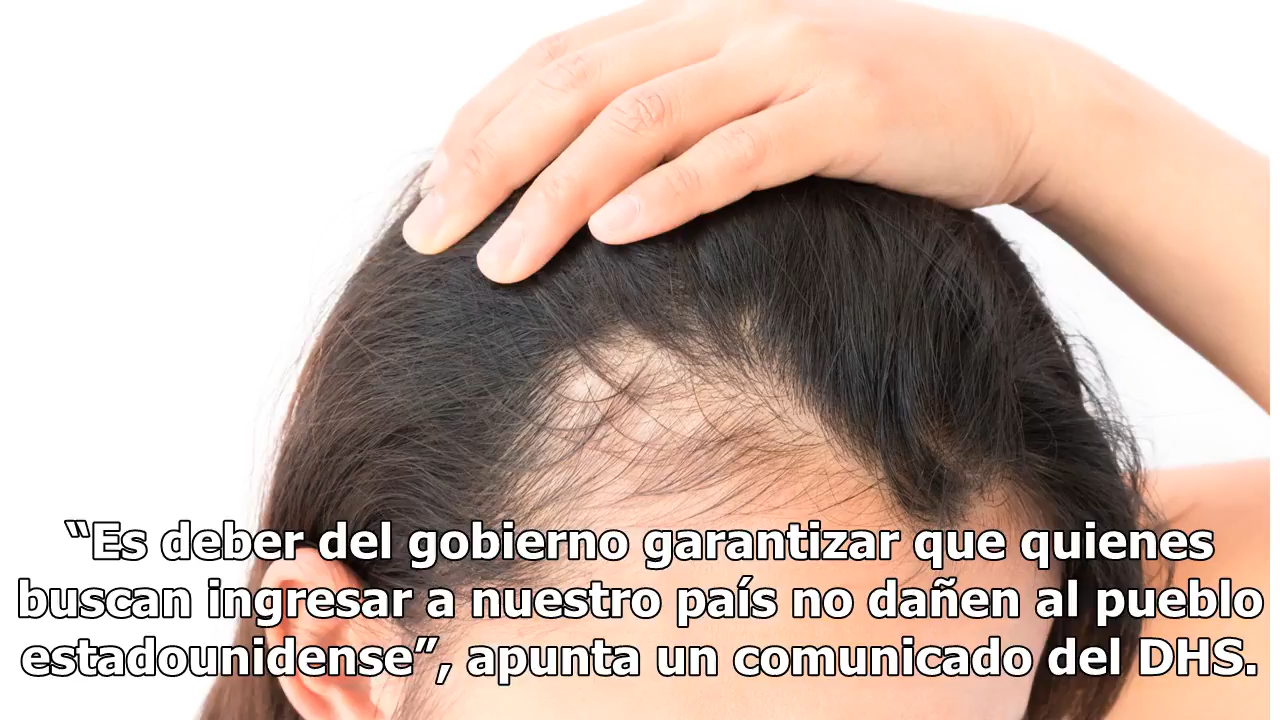 “Es deber del gobierno garantizar que quienes
buscan ingresar a nuestro país no dañen al pueblo
estadounidense”, apunta un comunicado del DHS.